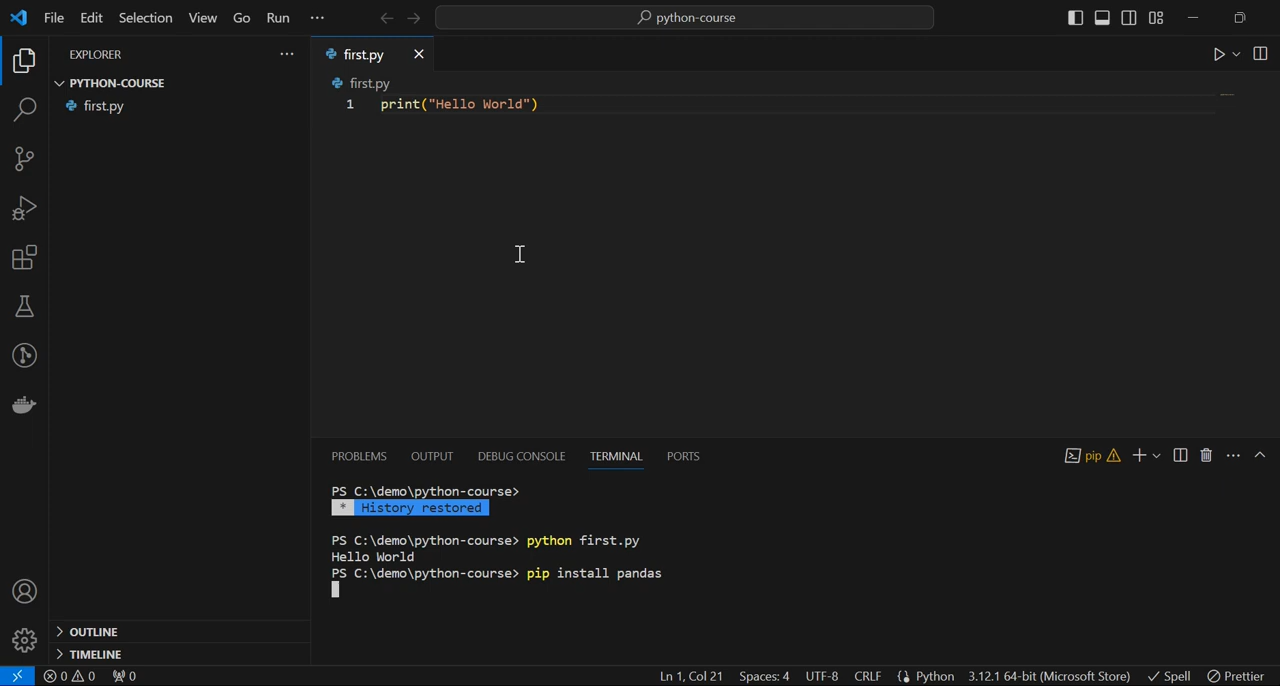 File Edit Selection View Go Run ···
python-course
EXPLORER ···
PYTHON-COURSE
first.py
first.py
first.py
1 print("Hello World")
PROBLEMS OUTPUT DEBUG CONSOLE TERMINAL PORTS
pip
PS C:\demo\python-course>
* History restored
PS C:\demo\python-course> python first.py
Hello World
PS C:\demo\python-course> pip install pandas
OUTLINE
TIMELINE
0 0 0
Ln 1, Col 21 Spaces: 4 UTF-8 CRLF Python 3.12.1 64-bit (Microsoft Store) Spell Prettier